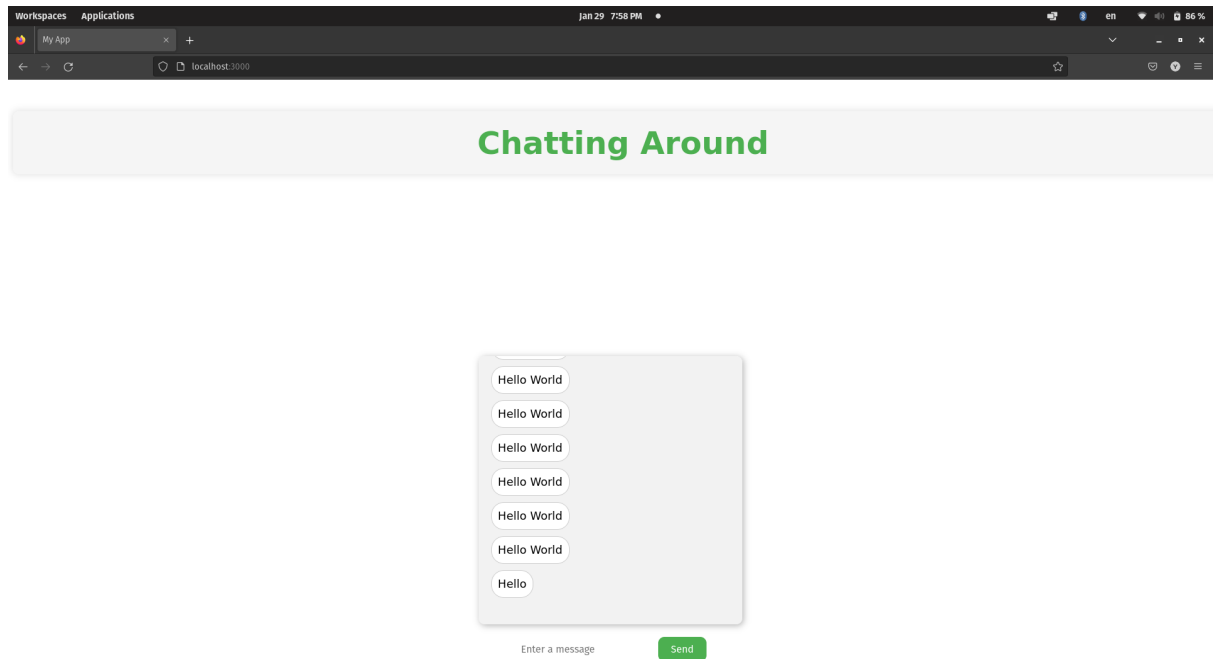 Workspaces Applications Jan 29 7:58 PM en 86 %
My App
localhost:3000
Chatting Around
Hello World
Hello World
Hello World
Hello World
Hello World
Hello World
Hello
Enter a message Send